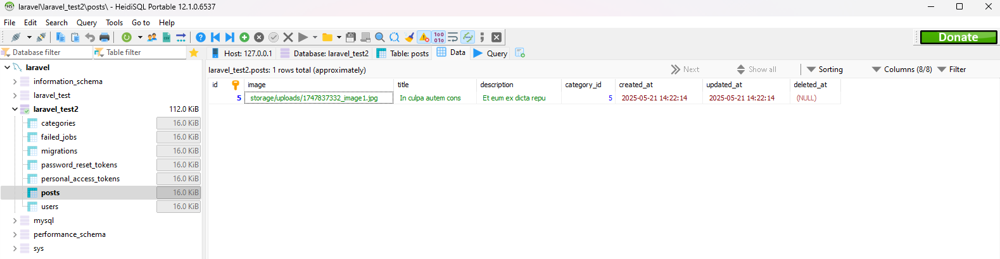 laravel\laravel_test2\posts\ - HeidiSQL Portable 12.1.0.6537
File Edit Search Query Tools Go to Help
Donate
Database filter Table filter Host: 127.0.0.1 Database: laravel_test2 Table: posts Data Query
laravel_test2.posts: 1 rows total (approximately) Next Show all Sorting Columns (8/8) Filter
laravel
information_schema
laravel_test
laravel_test2 112.0 KiB
categories 16.0 KiB
failed_jobs 16.0 KiB
migrations 16.0 KiB
password_reset_tokens 16.0 KiB
personal_access_tokens 16.0 KiB
posts 16.0 KiB
users 16.0 KiB
mysql
performance_schema
sys
id image title description category_id created_at updated_at deleted_at
5 storage/uploads/1747837332_image1.jpg In culpa autem cons Et eum ex dicta repu 5 2025-05-21 14:22:14 2025-05-21 14:22:14 (NULL)